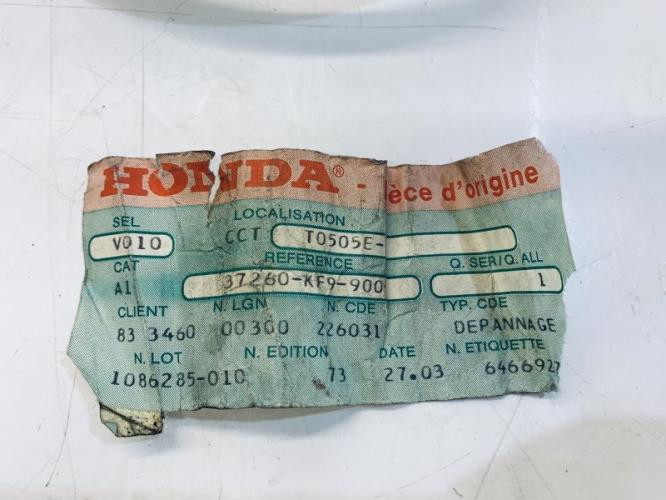 HONDA® - èce d'origine
SEL LOCALISATION
V010 CCT T0505E-
CAT REFERENCE Q. SER/Q. ALL
A1 37260-KF9-900 1
CLIENT N. LGN N. CDE TYP. CDE
83 3460 00300 226031 DEPANNAGE
N. LOT N. EDITION DATE N. ETIQUETTE
1086285-010 73 27.03 6466927